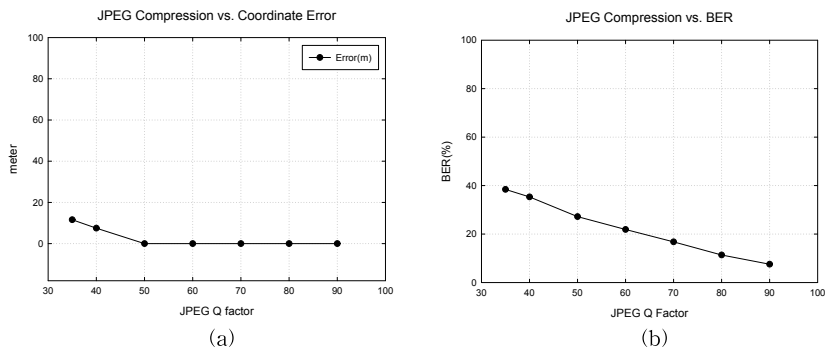 JPEG Compression vs. Coordinate Error
100
80
60
40
20
0
meter
Error(m)
30 40 50 60 70 80 90 100
JPEG Q factor
(a)
JPEG Compression vs. BER
100
80
60
40
20
0
BER(%)
30 40 50 60 70 80 90 100
JPEG Q Factor
(b)